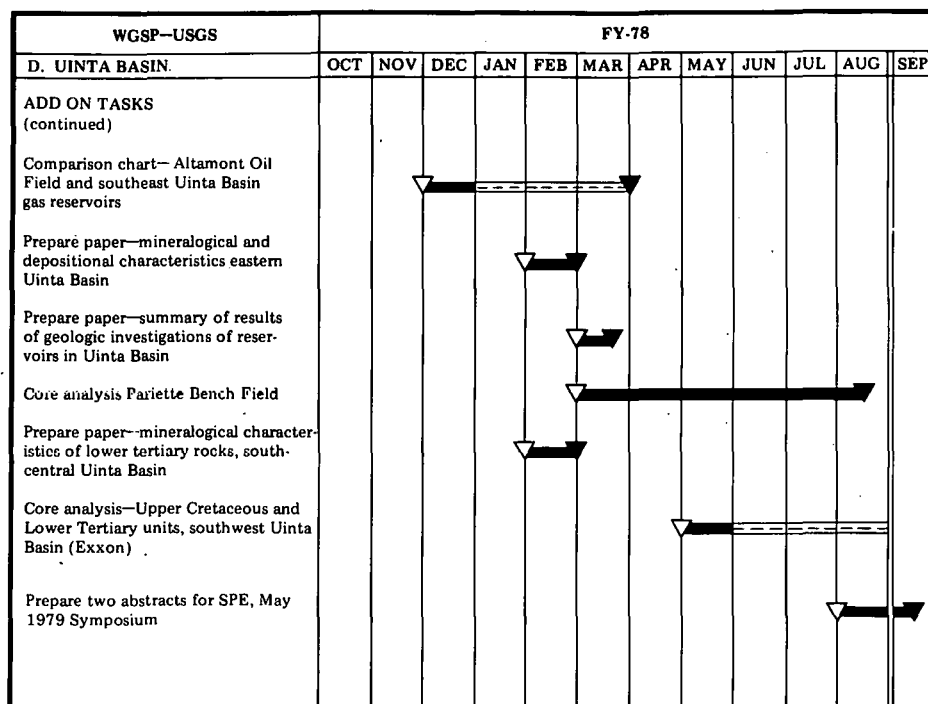 WGSP—USGS
FY-78
D. UINTA BASIN.
OCT NOV DEC JAN FEB MAR APR MAY JUN JUL AUG SEP
ADD ON TASKS
(continued)
Comparison chart— Altamont Oil
Field and southeast Uinta Basin
gas reservoirs
Prepare paper—mineralogical and
depositional characteristics eastern
Uinta Basin
Prepare paper—summary of results
of geologic investigations of reser-
voirs in Uinta Basin
Core analysis Pariette Bench Field
Prepare paper--mineralogical character-
istics of lower tertiary rocks, south-
central Uinta Basin
Core analysis—Upper Cretaceous and
Lower Tertiary units, southwest Uinta
Basin (Exxon)
Prepare two abstracts for SPE, May
1979 Symposium